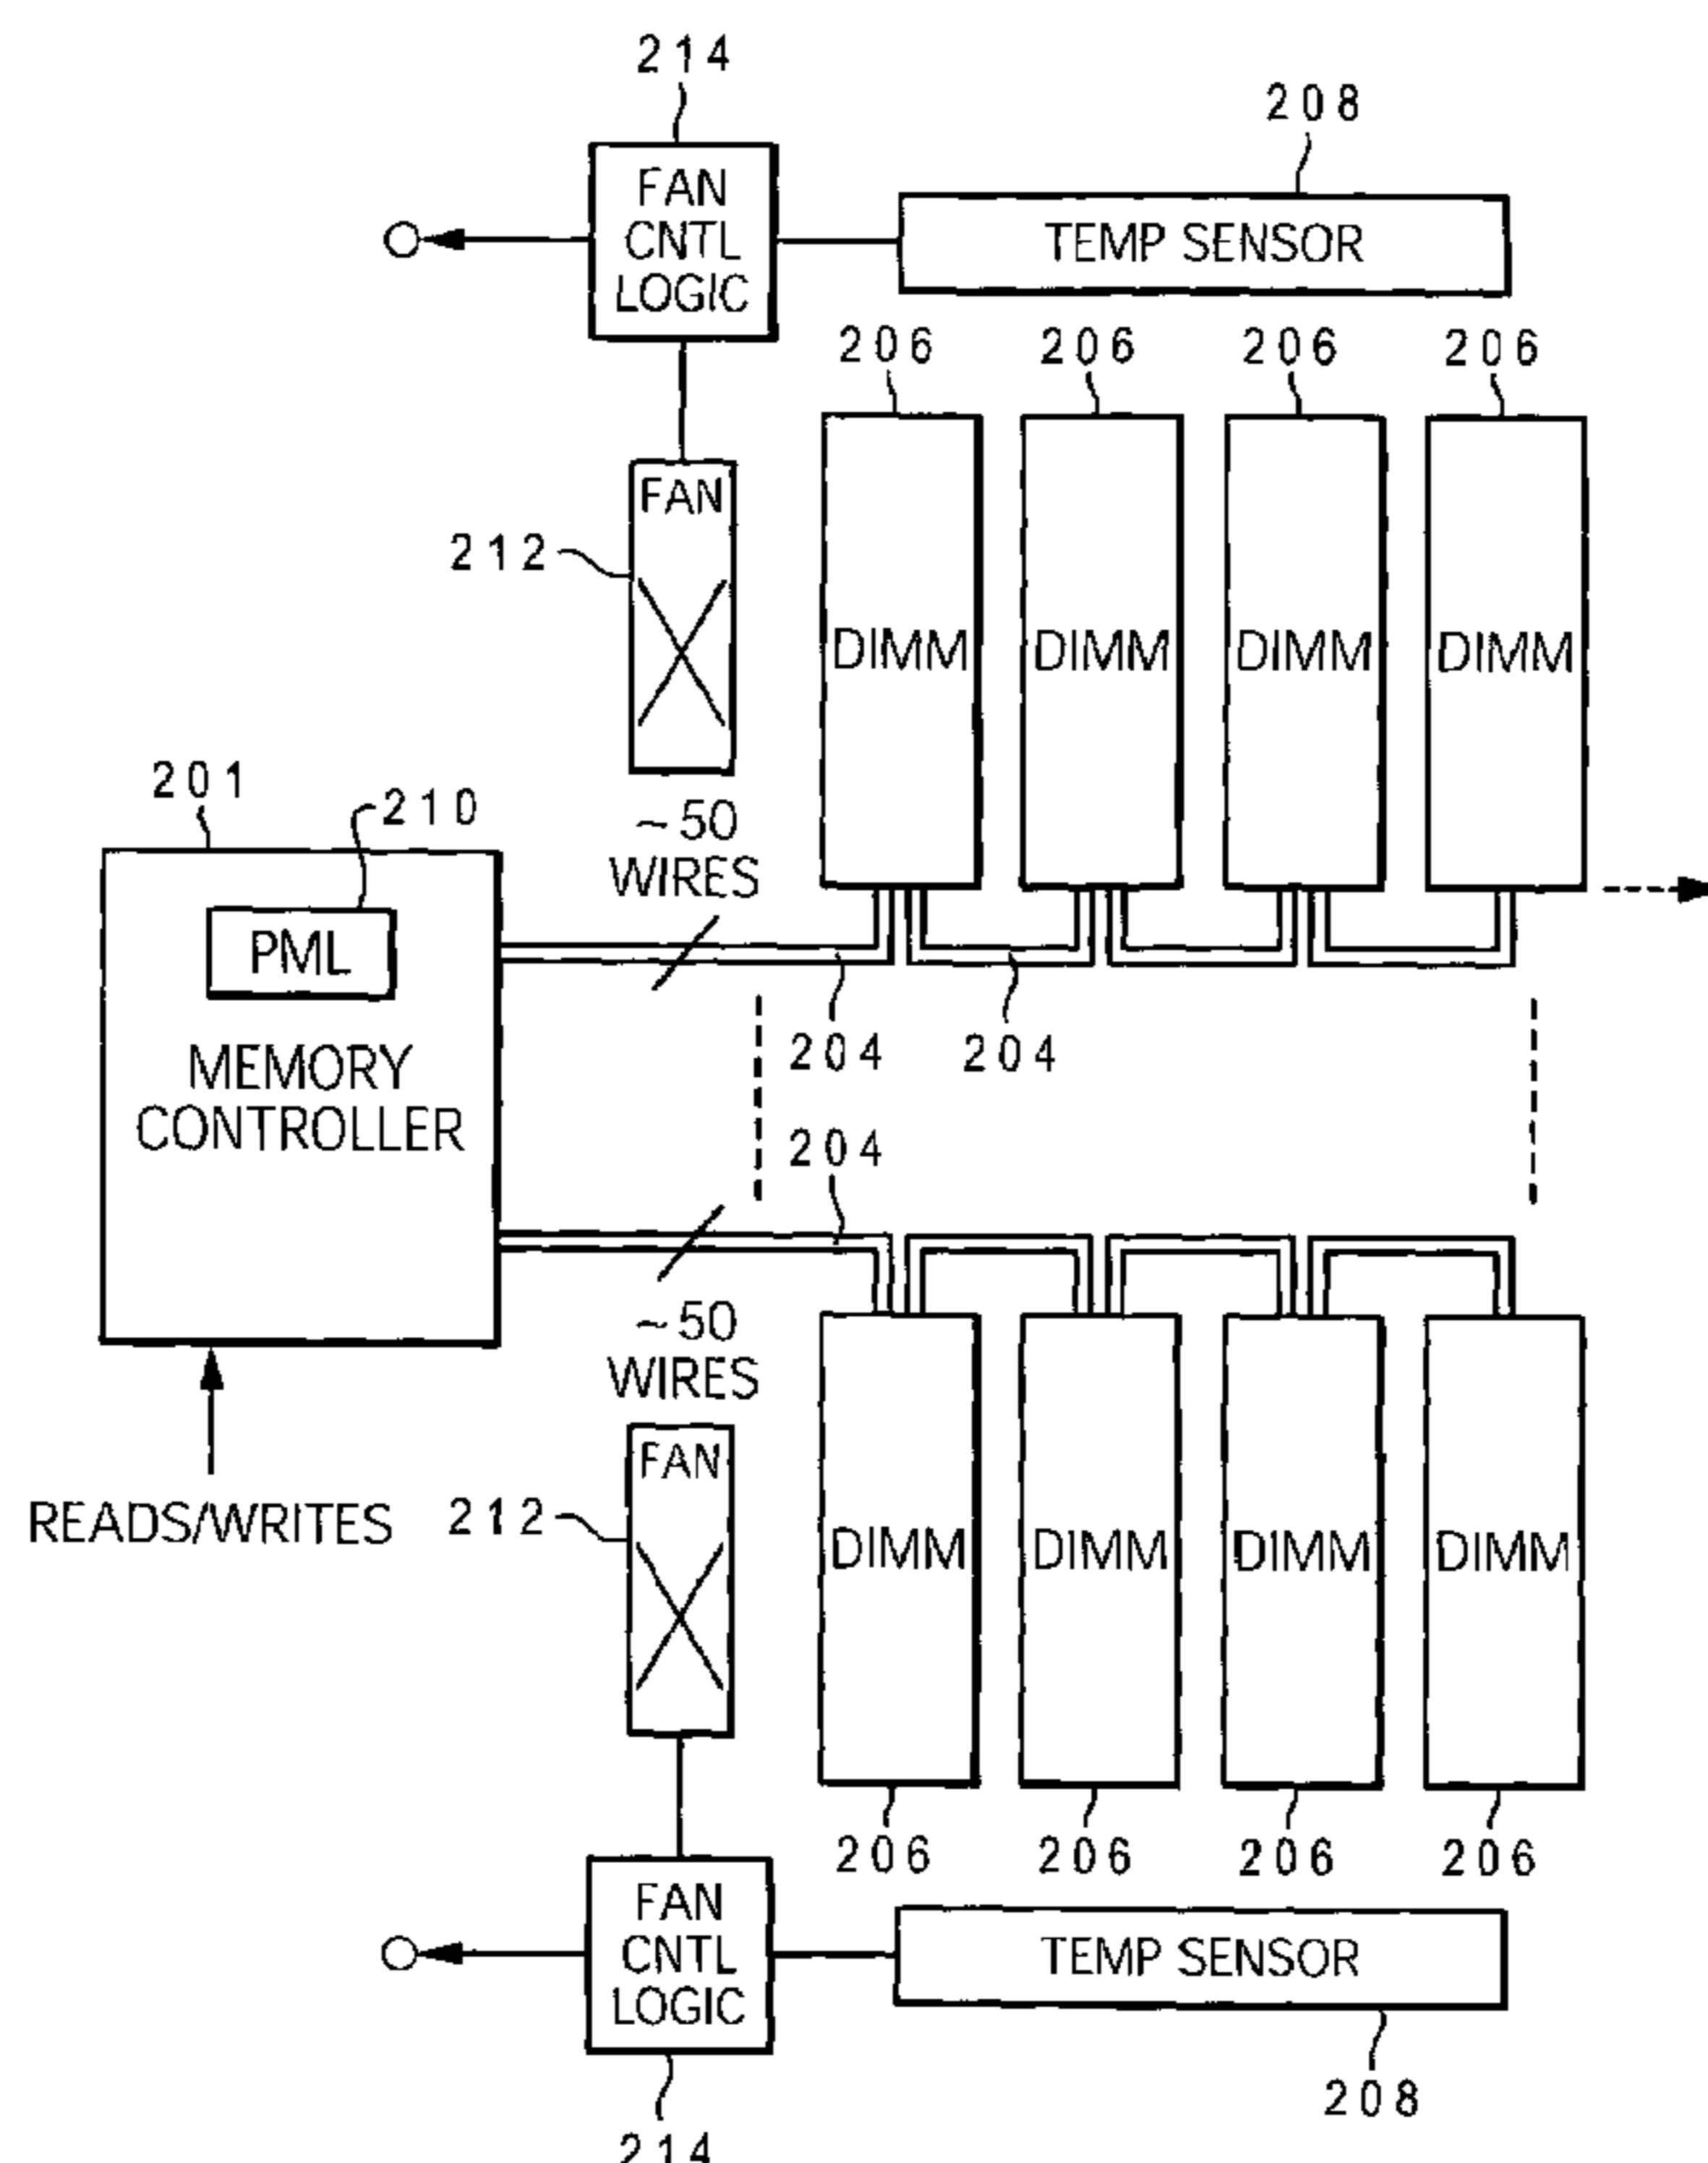 214
208
FAN
CNTL
LOGIC
TEMP SENSOR
206 206 206 206
FAN
212
DIMM DIMM DIMM DIMM
201
210
~50
WIRES
PML
MEMORY
CONTROLLER
204 204
204
~50
WIRES
READS/WRITES
FAN
212
DIMM DIMM DIMM DIMM
206 206 206 206
FAN
CNTL
LOGIC
TEMP SENSOR
208
214